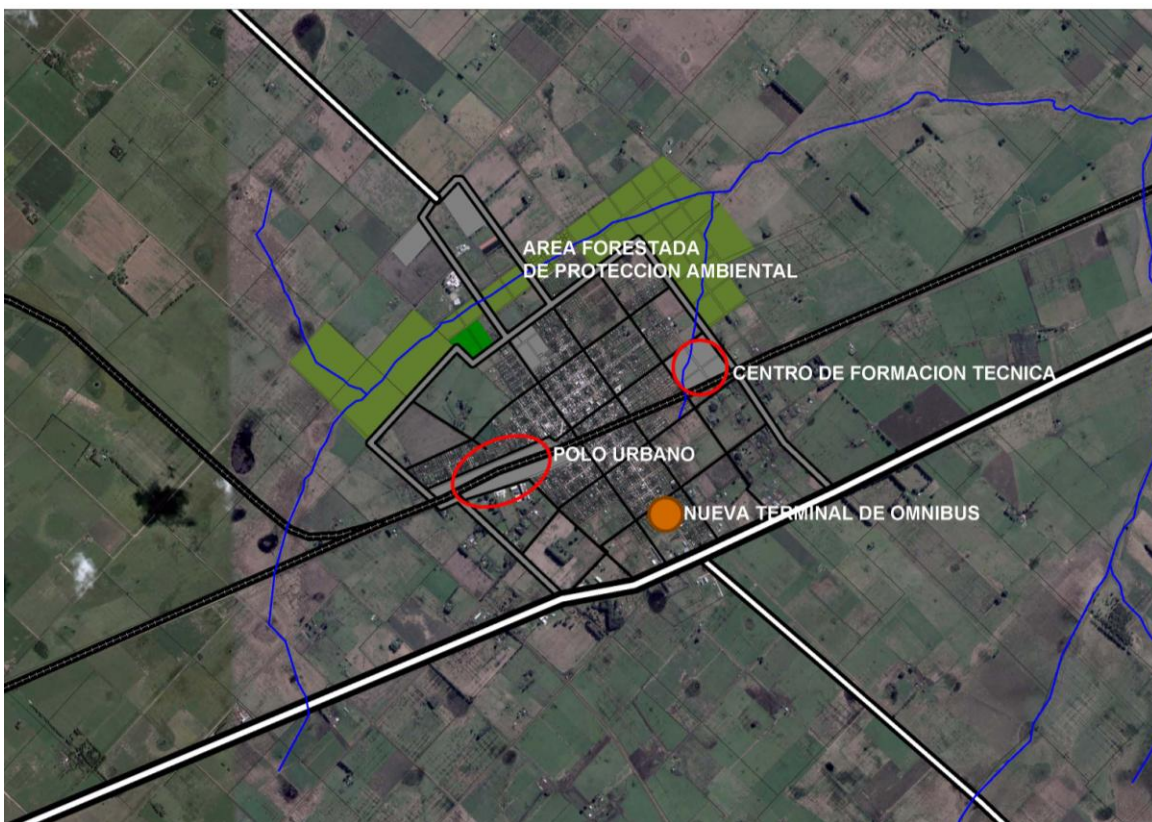 AREA FORESTADA
DE PROTECCION AMBIENTAL
CENTRO DE FORMACION TECNICA
POLO URBANO
NUEVA TERMINAL DE OMNIBUS